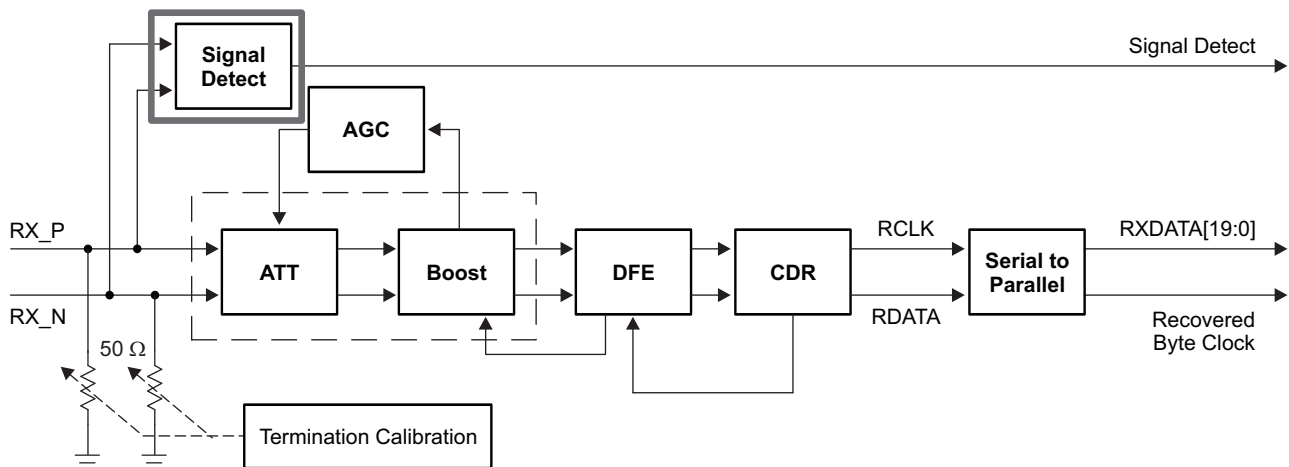 Signal
Detect
Signal Detect
AGC
RX_P
RX_N
ATT
Boost
DFE
CDR
RCLK
RDATA
Serial to
Parallel
RXDATA[19:0]
Recovered
Byte Clock
50 Ω
Termination Calibration